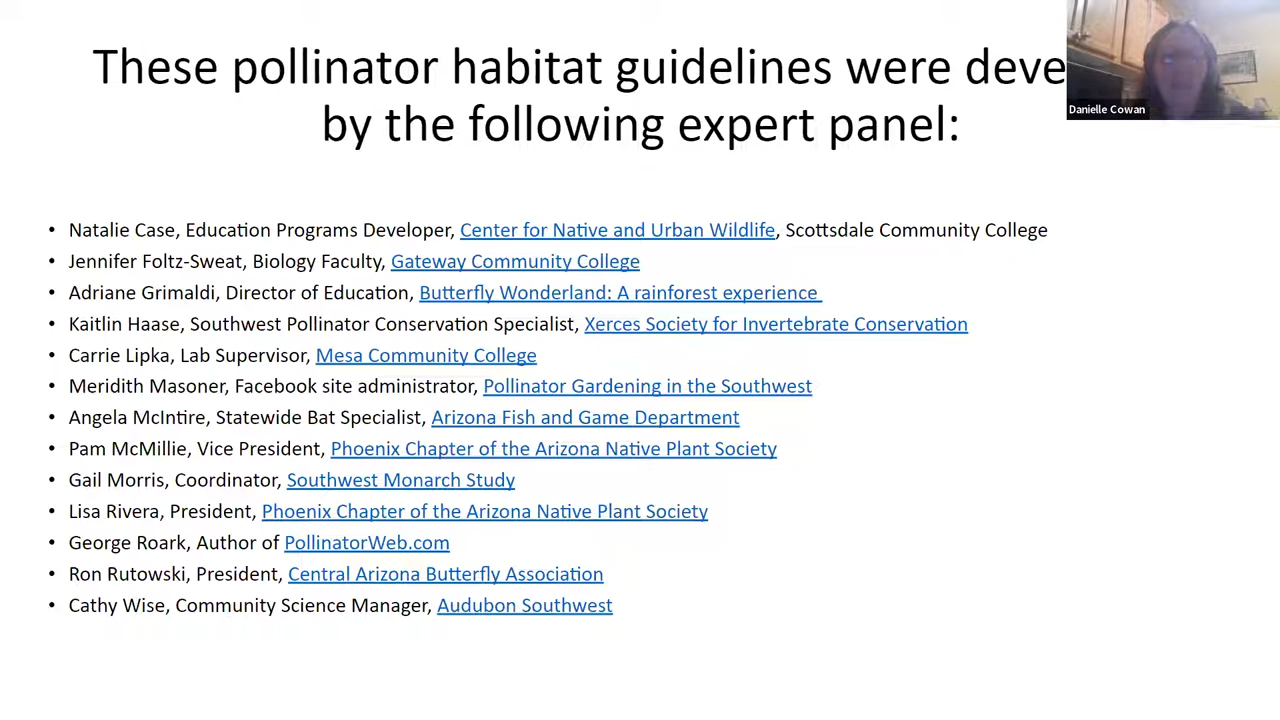 These pollinator habitat guidelines were deve
by the following expert panel:
Danielle Cowan
• Natalie Case, Education Programs Developer, Center for Native and Urban Wildlife, Scottsdale Community College
• Jennifer Foltz-Sweat, Biology Faculty, Gateway Community College
• Adriane Grimaldi, Director of Education, Butterfly Wonderland: A rainforest experience
• Kaitlin Haase, Southwest Pollinator Conservation Specialist, Xerces Society for Invertebrate Conservation
• Carrie Lipka, Lab Supervisor, Mesa Community College
• Meridith Masoner, Facebook site administrator, Pollinator Gardening in the Southwest
• Angela McIntire, Statewide Bat Specialist, Arizona Fish and Game Department
• Pam McMillie, Vice President, Phoenix Chapter of the Arizona Native Plant Society
• Gail Morris, Coordinator, Southwest Monarch Study
• Lisa Rivera, President, Phoenix Chapter of the Arizona Native Plant Society
• George Roark, Author of PollinatorWeb.com
• Ron Rutowski, President, Central Arizona Butterfly Association
• Cathy Wise, Community Science Manager, Audubon Southwest